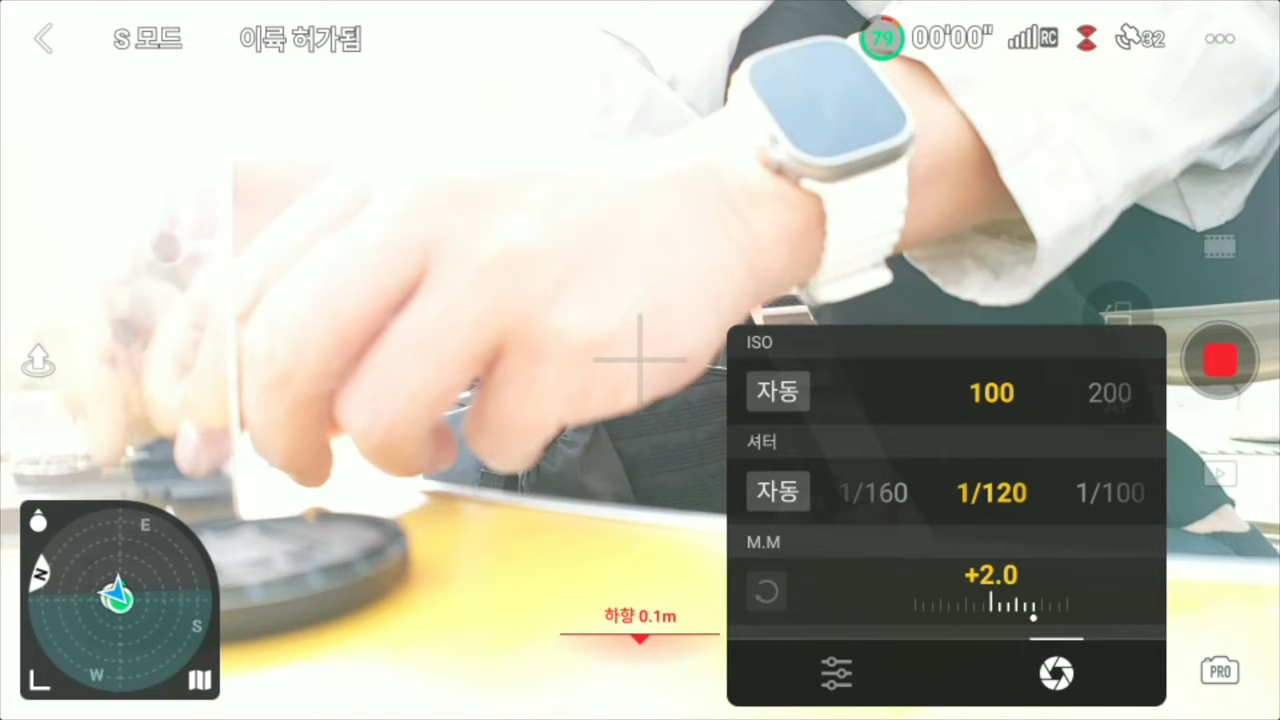 S 모드 이륙 허가됨 79 00'00" RC 32
ISO
자동 100 200
셔터
자동 1/160 1/120 1/100
M.M
+2.0
하향 0.1m
E
N
S
W
PRO